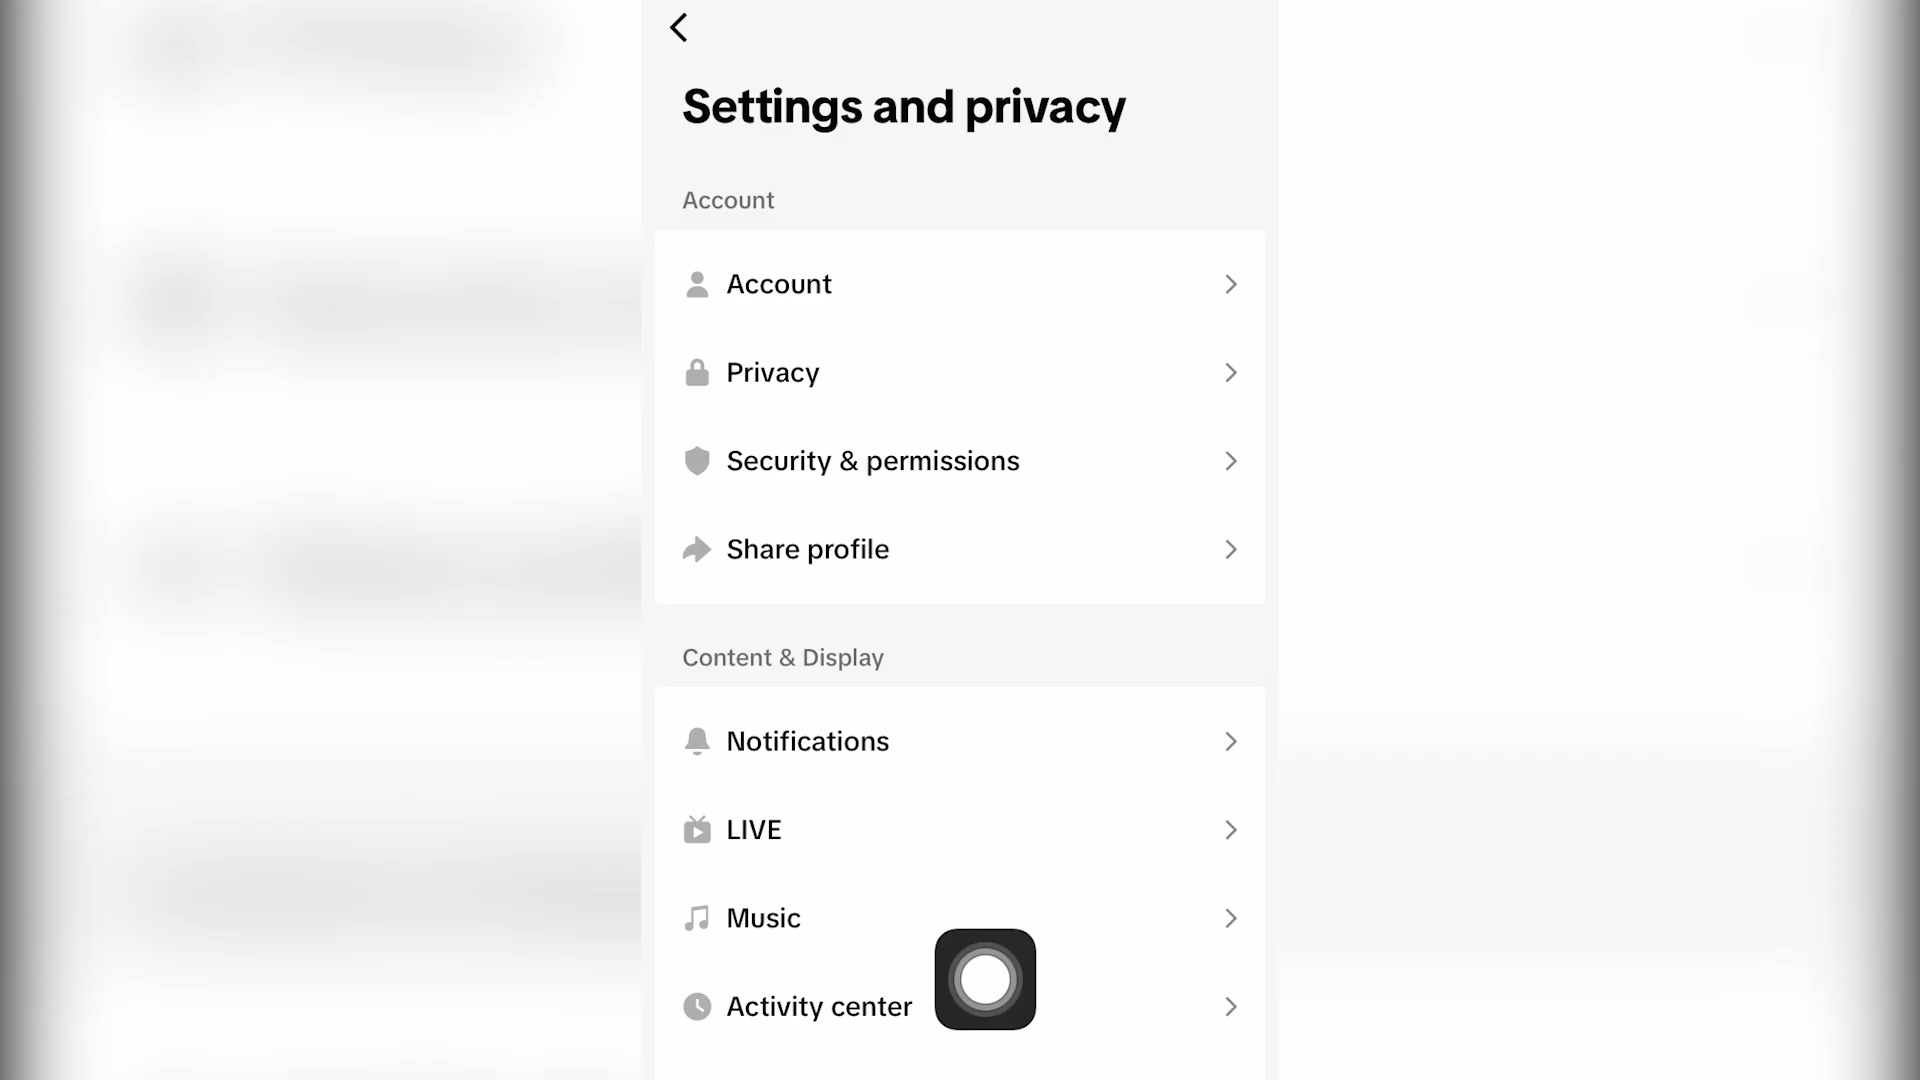 Settings and privacy
Account
Account
Privacy
Security & permissions
Share profile
Content & Display
Notifications
LIVE
Music
Activity center